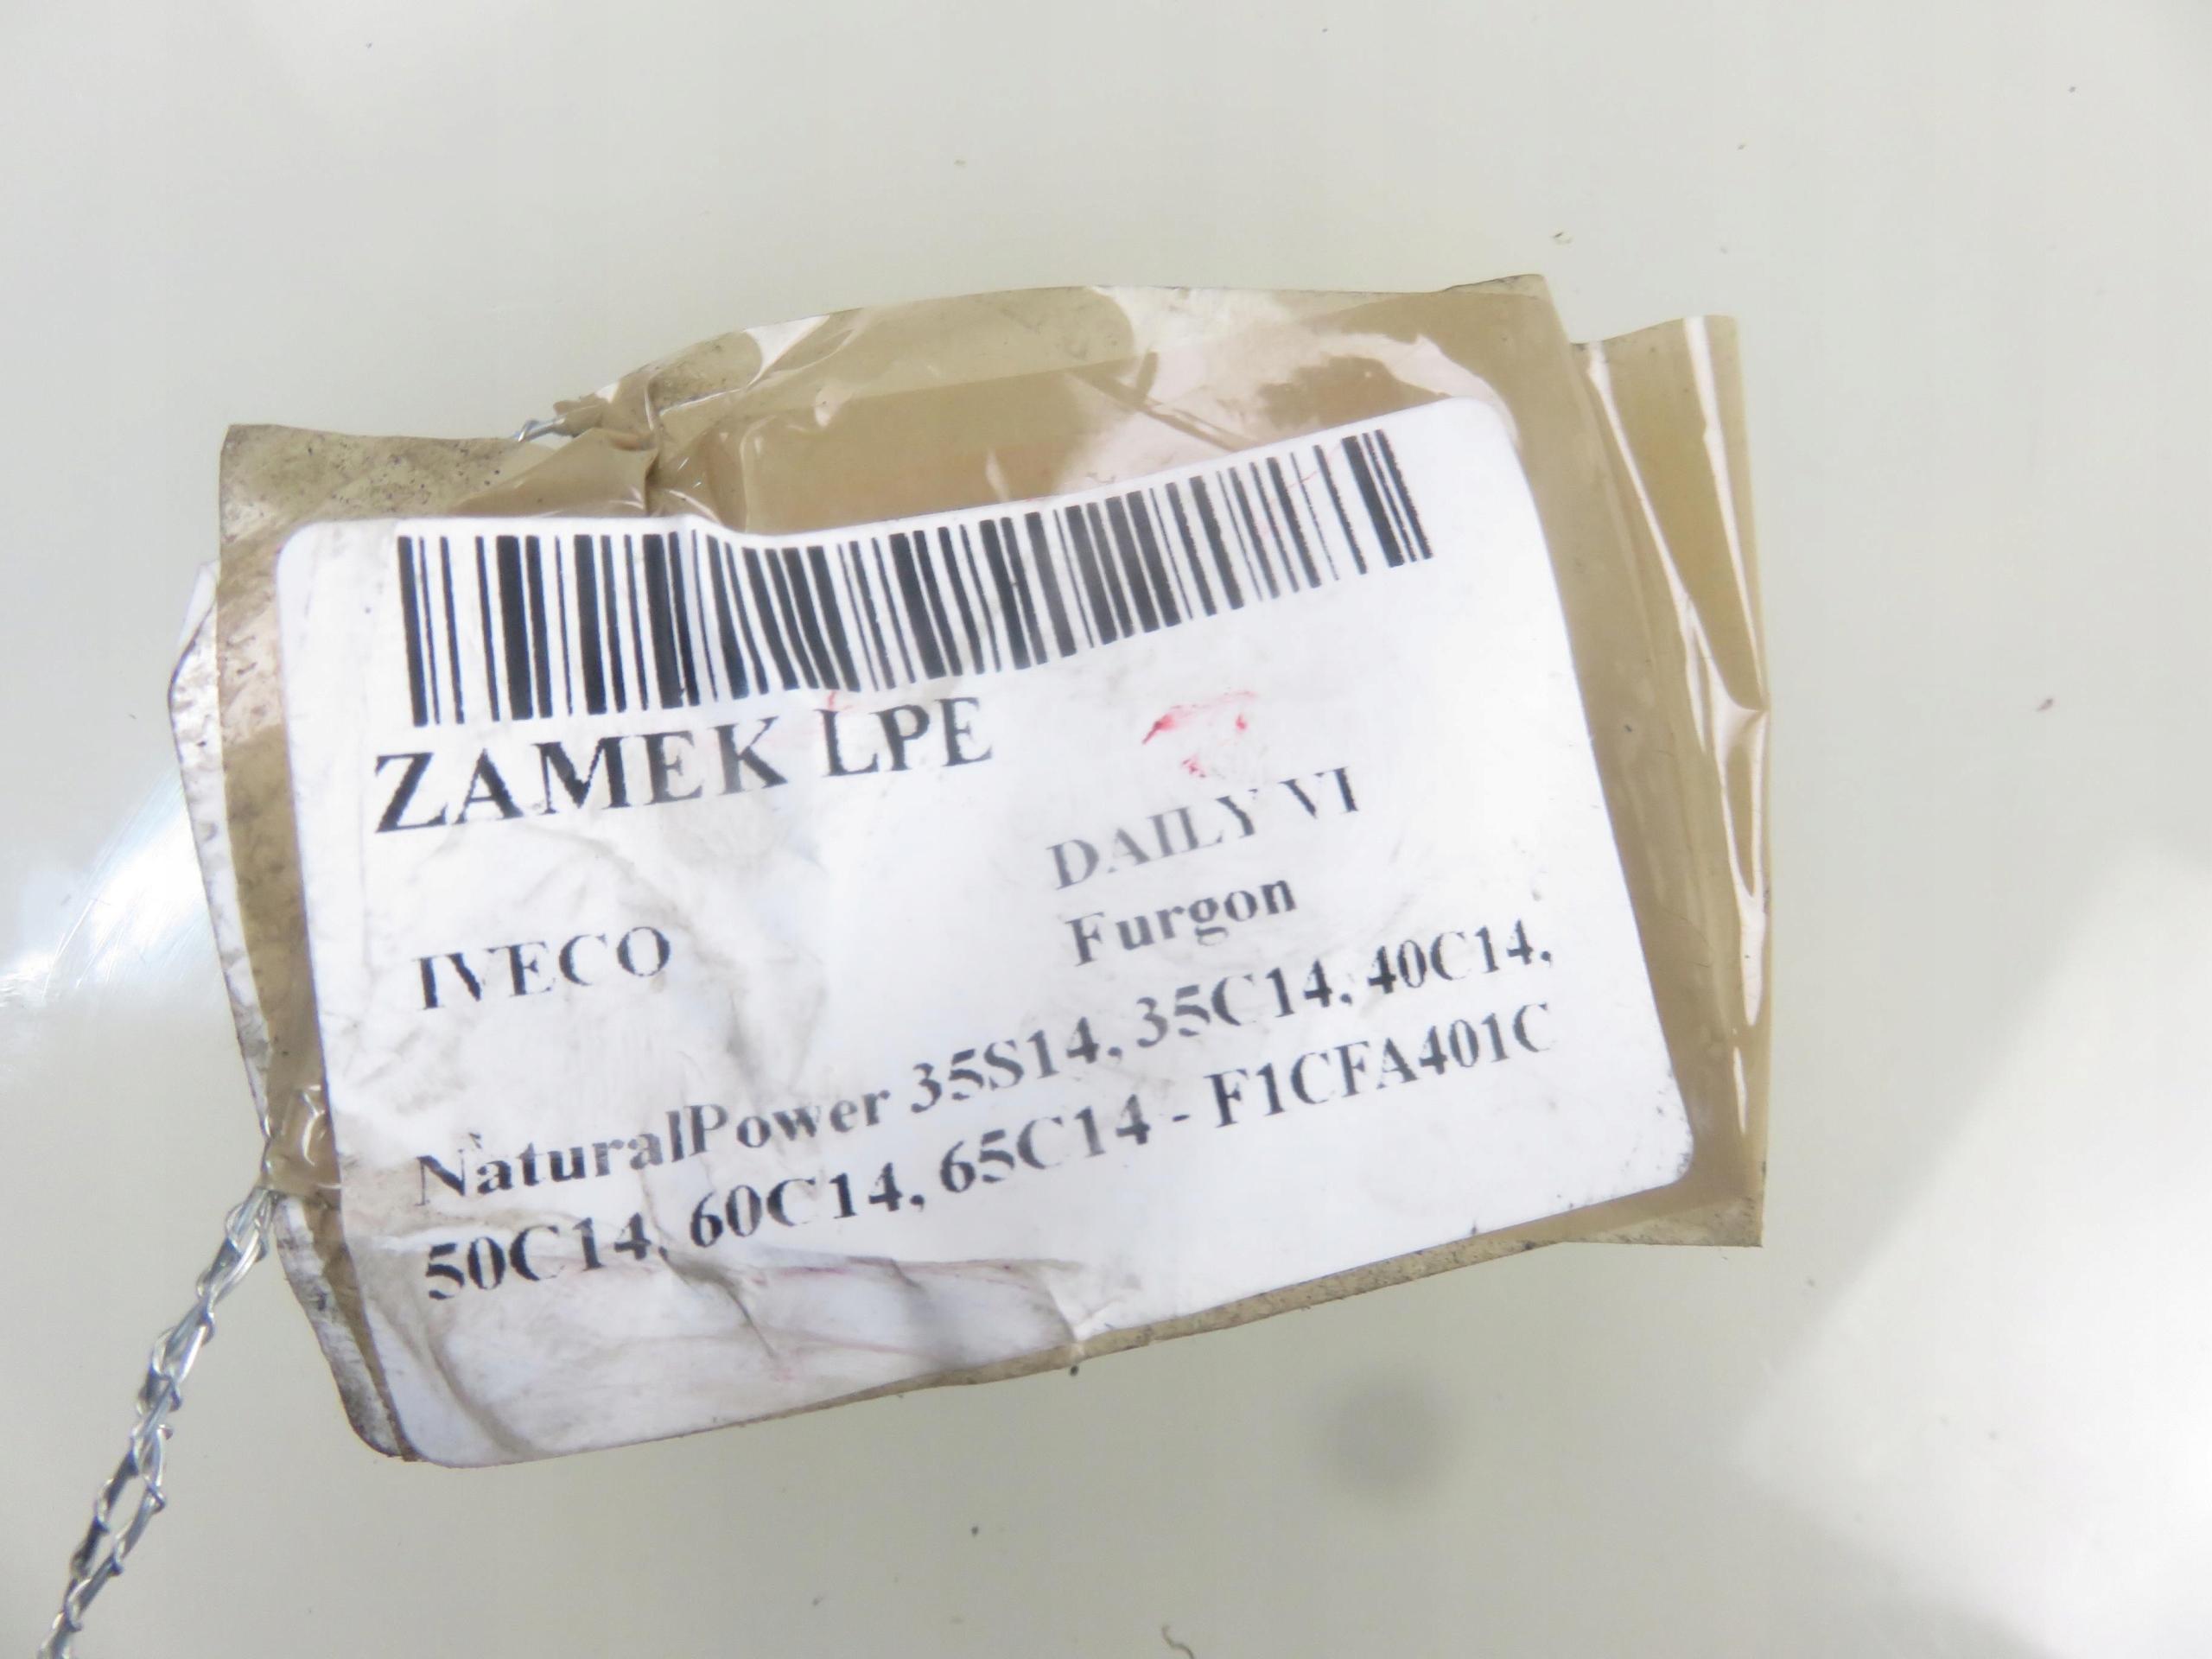 ZAMEK LPE
IVECO
DAILY VI
Furgon
NaturalPower 35S14, 35C14, 40C14,
50C14, 60C14, 65C14 - F1CFA401C